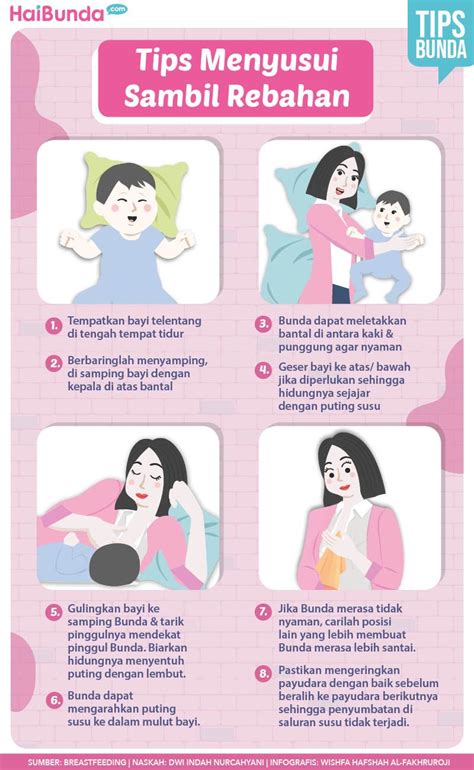 HaiBunda.com
TIPS
BUNDA
Tips Menyusui
Sambil Rebahan
1. Tempatkan bayi telentang
di tengah tempat tidur
2. Berbaringlah menyamping,
di samping bayi dengan
kepala di atas bantal
3. Bunda dapat meletakkan
bantal di antara kaki &
punggung agar nyaman
4. Geser bayi ke atas/ bawah
jika diperlukan sehingga
hidungnya sejajar
dengan puting susu
5. Gulingkan bayi ke
samping Bunda & tarik
pinggulnya mendekat
pinggul Bunda. Biarkan
hidungnya menyentuh
puting dengan lembut.
6. Bunda dapat
mengarahkan puting
susu ke dalam mulut bayi.
7. Jika Bunda merasa tidak
nyaman, carilah posisi
lain yang lebih membuat
Bunda merasa lebih santai.
8. Pastikan mengeringkan
payudara dengan baik sebelum
beralih ke payudara berikutnya
sehingga penyumbatan di
saluran susu tidak terjadi.
SUMBER: BREASTFEEDING | NASKAH: DWI INDAH NURCAHYANI | INFOGRAFIS: WISHFA HAFSHAH AL-FAKHRUROJI